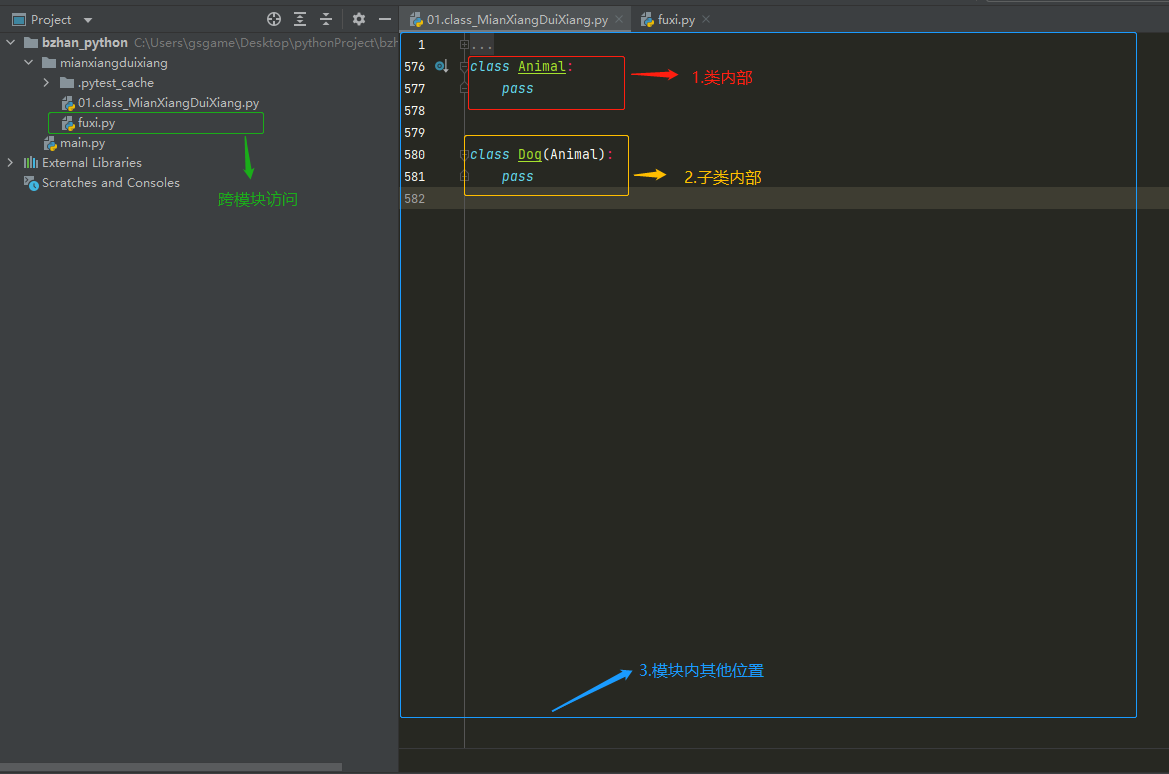 Project
01.class_MianXiangDuiXiang.py
fuxi.py
bzhan_python C:\Users\gsgame\Desktop\pythonProject\bzh
mianxiangduixiang
.pytest_cache
01.class_MianXiangDuiXiang.py
fuxi.py
main.py
External Libraries
Scratches and Consoles
跨模块访问
1 ...
576 class Animal:
577 pass
1.类内部
578
579
580 class Dog(Animal):
581 pass
2.子类内部
582
3.模块内其他位置